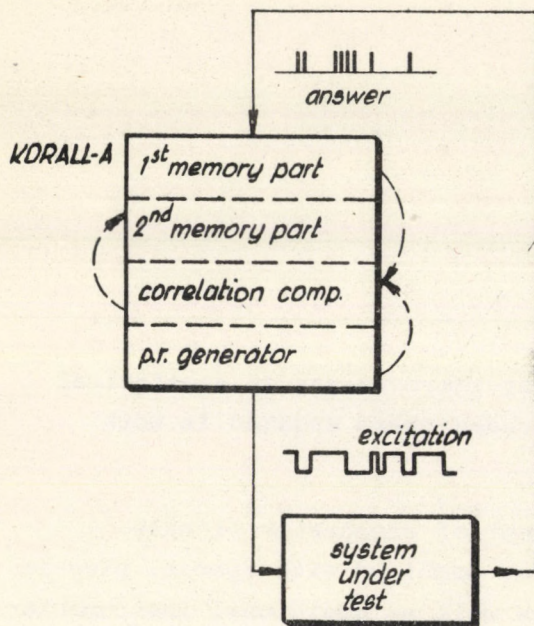 answer
KORALL-A
1st memory part
2nd memory part
correlation comp.
p.r. generator
excitation
system
under
test